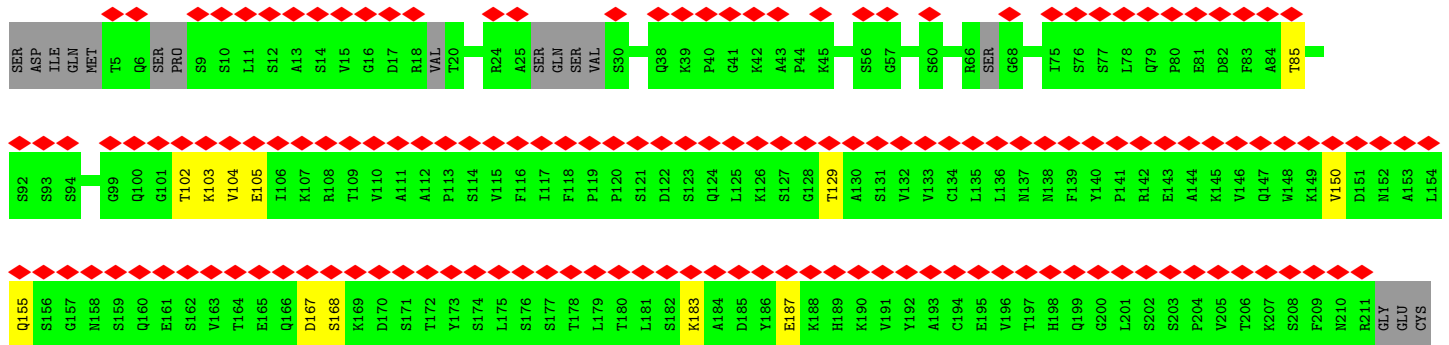 SER ASP ILE GLN MET T5 Q6 SER PRO S9 S10 L11 S12 A13 S14 V15 G16 D17 R18 VAL T20 R24 A25 SER GLN SER VAL S30 Q38 K39 P40 G41 K42 A43 P44 K45 S56 G57 S60 R66 SER G68 I75 S76 S77 L78 Q79 P80 E81 D82 F83 A84 T85
S92 S93 S94 G99 Q100 G101 T102 K103 V104 E105 I106 K107 R108 T109 V110 A111 A112 P113 S114 V115 F116 I117 F118 P119 P120 S121 D122 S123 Q124 L125 K126 S127 G128 T129 A130 S131 V132 V133 C134 L135 L136 N137 N138 F139 Y140 P141 R142 E143 A144 K145 V146 Q147 W148 K149 V150 D151 N152 A153 L154
Q155 S156 G157 N158 S159 Q160 E161 S162 V163 T164 E165 Q166 D167 S168 K169 D170 S171 T172 Y173 S174 L175 S176 S177 T178 L179 T180 L181 S182 K183 A184 D185 Y186 E187 K188 H189 K190 V191 Y192 A193 C194 E195 V196 T197 H198 Q199 G200 L201 S202 S203 P204 V205 T206 K207 S208 F209 N210 R211 GLY GLU CYS